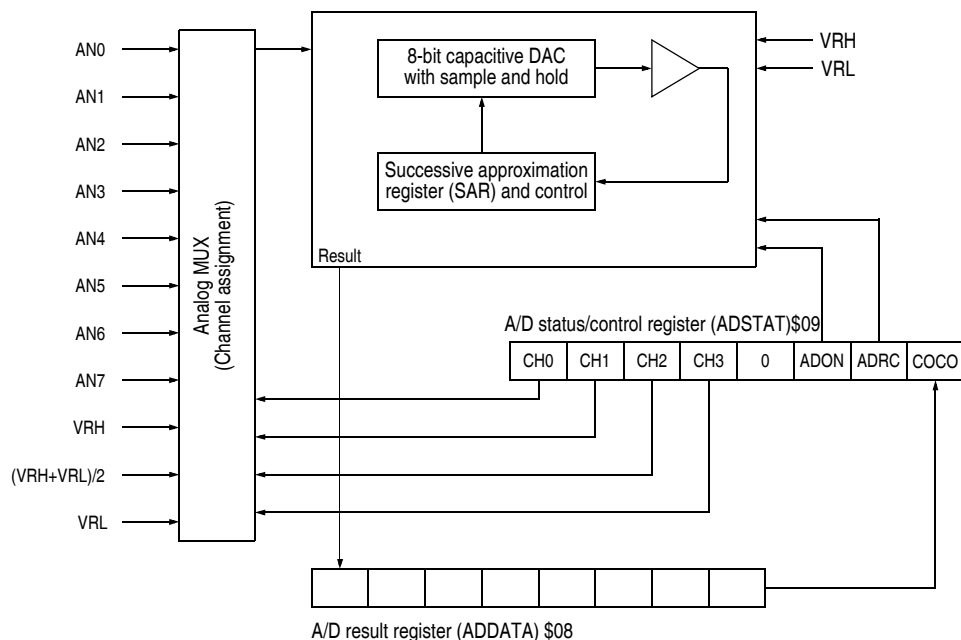 AN0
AN1
AN2
AN3
AN4
AN5
AN6
AN7
VRH
(VRH+VRL)/2
VRL
Analog MUX
(Channel assignment)
8-bit capacitive DAC
with sample and hold
Successive approximation
register (SAR) and control
Result
VRH
VRL
A/D status/control register (ADSTAT)$09
CH0 CH1 CH2 CH3 0 ADON ADRC COCO
A/D result register (ADDATA) $08